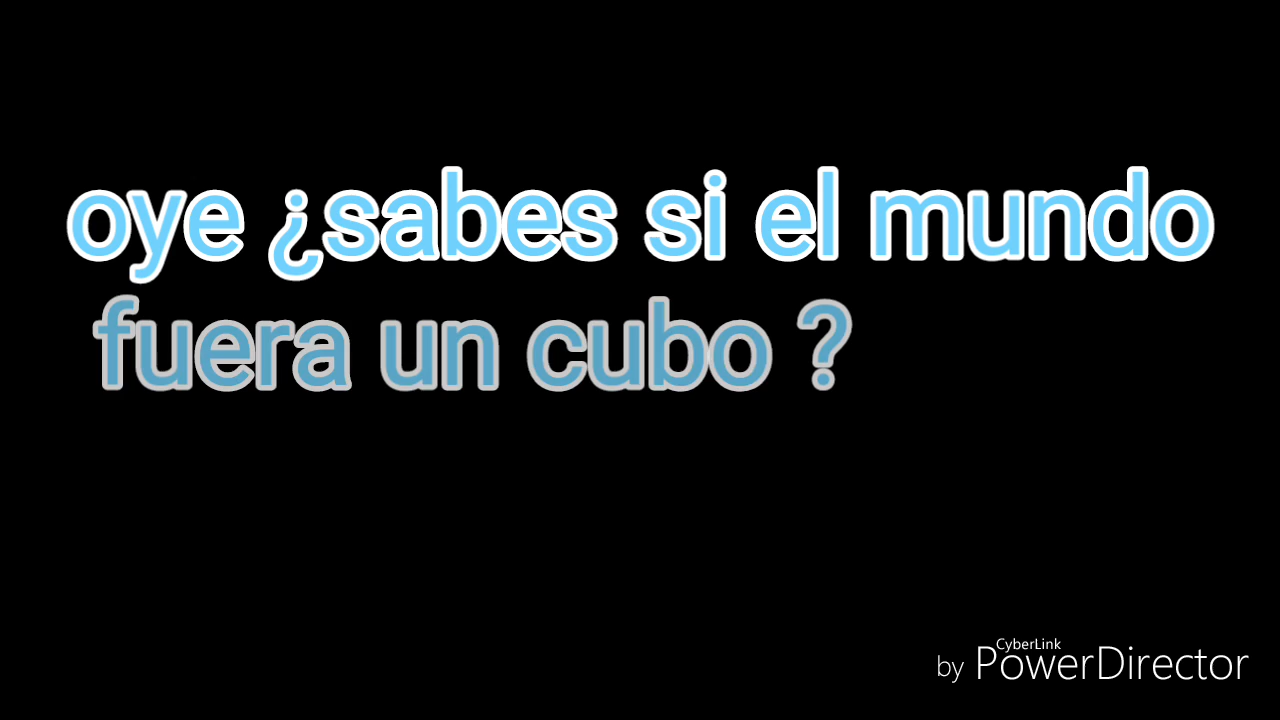 oye ¿sabes si el mundo
fuera un cubo ?
CyberLink
by PowerDirector